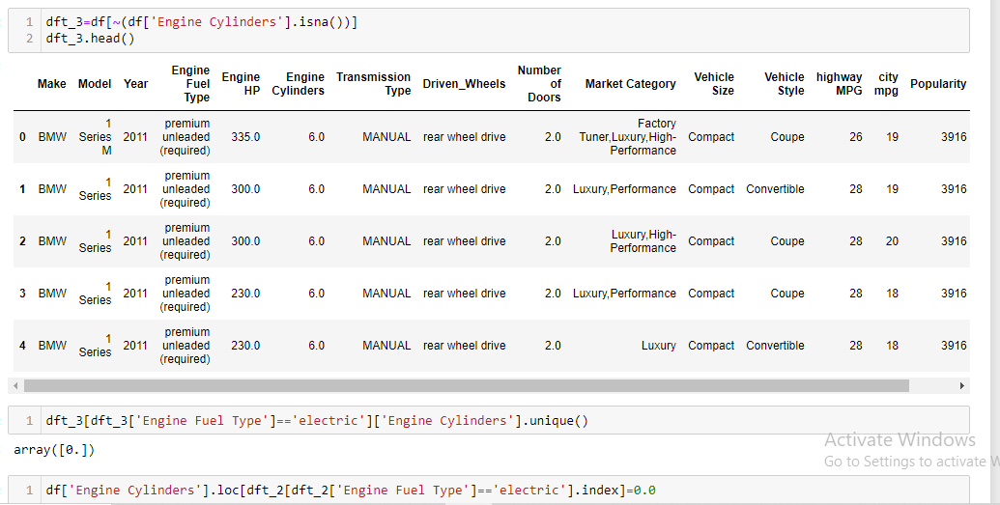 1 dft_3=df[~(df['Engine Cylinders'].isna())]
2 dft_3.head()
Make Model Year Engine Fuel Type Engine HP Engine Cylinders Transmission Type Driven_Wheels Number of Doors Market Category Vehicle Size Vehicle Style highway MPG city mpg Popularity
0 BMW 1 Series M 2011 premium unleaded (required) 335.0 6.0 MANUAL rear wheel drive 2.0 Factory Tuner,Luxury,High-Performance Compact Coupe 26 19 3916
1 BMW 1 Series 2011 premium unleaded (required) 300.0 6.0 MANUAL rear wheel drive 2.0 Luxury,Performance Compact Convertible 28 19 3916
2 BMW 1 Series 2011 premium unleaded (required) 300.0 6.0 MANUAL rear wheel drive 2.0 Luxury,High-Performance Compact Coupe 28 20 3916
3 BMW 1 Series 2011 premium unleaded (required) 230.0 6.0 MANUAL rear wheel drive 2.0 Luxury,Performance Compact Coupe 28 18 3916
4 BMW 1 Series 2011 premium unleaded (required) 230.0 6.0 MANUAL rear wheel drive 2.0 Luxury Compact Convertible 28 18 3916
1 dft_3[dft_3['Engine Fuel Type']=='electric']['Engine Cylinders'].unique()
array([0.])
Activate Windows
Go to Settings to activate W
1 df['Engine Cylinders'].loc[dft_2[dft_2['Engine Fuel Type']=='electric'].index]=0.0